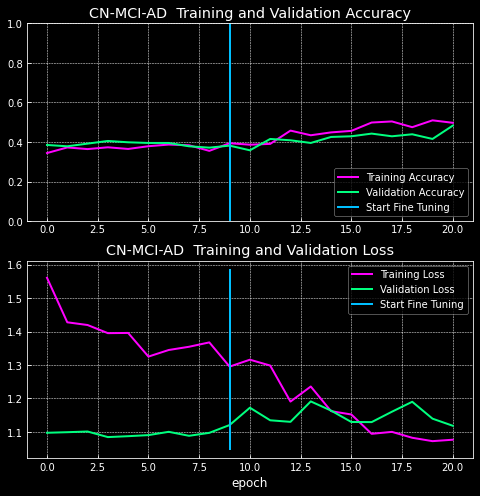 CN-MCI-AD  Training and Validation Accuracy
1.0
0.8
0.6
0.4
0.2
0.0
Training Accuracy
Validation Accuracy
Start Fine Tuning
0.0 2.5 5.0 7.5 10.0 12.5 15.0 17.5 20.0
CN-MCI-AD  Training and Validation Loss
1.6
1.5
1.4
1.3
1.2
1.1
Training Loss
Validation Loss
Start Fine Tuning
0.0 2.5 5.0 7.5 10.0 12.5 15.0 17.5 20.0
epoch